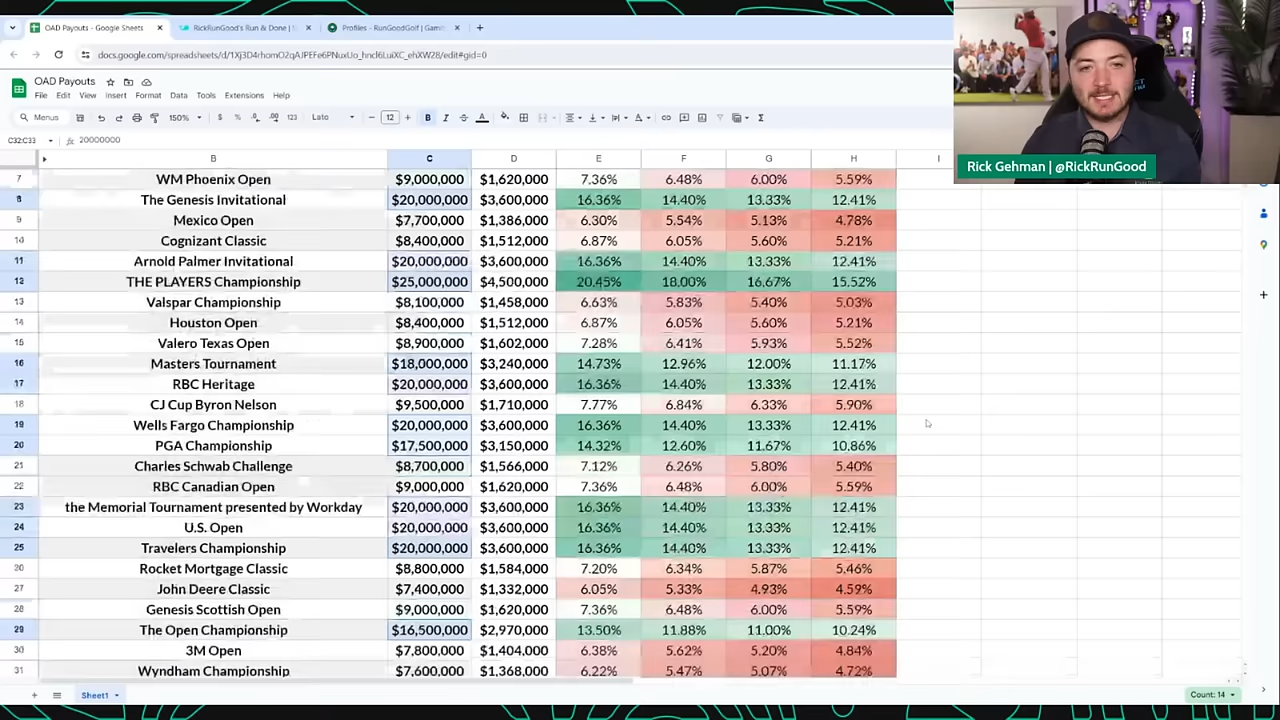 OAD Payouts - Google Sheets
RickRunGood's Run & Done |
Profiles - RunGoodGolf |
OAD Payouts
File Edit View Insert Format Data Tools Extensions Help
Menus 150% $ % .0 .00 123 Lato 12 B I A
C32:C33 fx 20000000
B C D E F G H I
7 WM Phoenix Open $9,000,000 $1,620,000 7.36% 6.48% 6.00% 5.59%
8 The Genesis Invitational $20,000,000 $3,600,000 16.36% 14.40% 13.33% 12.41%
9 Mexico Open $7,700,000 $1,386,000 6.30% 5.54% 5.13% 4.78%
10 Cognizant Classic $8,400,000 $1,512,000 6.87% 6.05% 5.60% 5.21%
11 Arnold Palmer Invitational $20,000,000 $3,600,000 16.36% 14.40% 13.33% 12.41%
12 THE PLAYERS Championship $25,000,000 $4,500,000 20.45% 18.00% 16.67% 15.52%
13 Valspar Championship $8,100,000 $1,458,000 6.63% 5.83% 5.40% 5.03%
14 Houston Open $8,400,000 $1,512,000 6.87% 6.05% 5.60% 5.21%
15 Valero Texas Open $8,900,000 $1,602,000 7.28% 6.41% 5.93% 5.52%
16 Masters Tournament $18,000,000 $3,240,000 14.73% 12.96% 12.00% 11.17%
17 RBC Heritage $20,000,000 $3,600,000 16.36% 14.40% 13.33% 12.41%
18 CJ Cup Byron Nelson $9,500,000 $1,710,000 7.77% 6.84% 6.33% 5.90%
19 Wells Fargo Championship $20,000,000 $3,600,000 16.36% 14.40% 13.33% 12.41%
20 PGA Championship $17,500,000 $3,150,000 14.32% 12.60% 11.67% 10.86%
21 Charles Schwab Challenge $8,700,000 $1,566,000 7.12% 6.26% 5.80% 5.40%
22 RBC Canadian Open $9,000,000 $1,620,000 7.36% 6.48% 6.00% 5.59%
23 the Memorial Tournament presented by Workday $20,000,000 $3,600,000 16.36% 14.40% 13.33% 12.41%
24 U.S. Open $20,000,000 $3,600,000 16.36% 14.40% 13.33% 12.41%
25 Travelers Championship $20,000,000 $3,600,000 16.36% 14.40% 13.33% 12.41%
26 Rocket Mortgage Classic $8,800,000 $1,584,000 7.20% 6.34% 5.87% 5.46%
27 John Deere Classic $7,400,000 $1,332,000 6.05% 5.33% 4.93% 4.59%
28 Genesis Scottish Open $9,000,000 $1,620,000 7.36% 6.48% 6.00% 5.59%
29 The Open Championship $16,500,000 $2,970,000 13.50% 11.88% 11.00% 10.24%
30 3M Open $7,800,000 $1,404,000 6.38% 5.62% 5.20% 4.84%
31 Wyndham Championship $7,600,000 $1,368,000 6.22% 5.47% 5.07% 4.72%
Sheet1
Count: 14
Rick Gehman | @RickRunGood